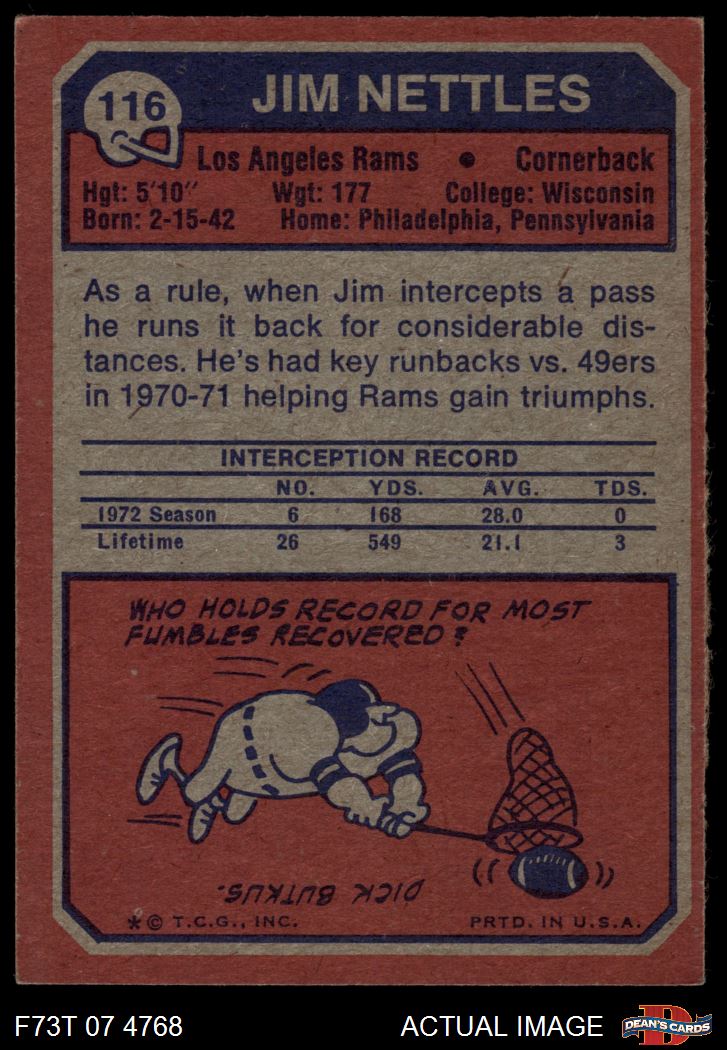 116
JIM NETTLES
Los Angeles Rams • Cornerback
Hgt: 5'10" Wgt: 177 College: Wisconsin
Born: 2-15-42 Home: Philadelphia, Pennsylvania
As a rule, when Jim intercepts a pass
he runs it back for considerable dis-
tances. He's had key runbacks vs. 49ers
in 1970-71 helping Rams gain triumphs.
INTERCEPTION RECORD
NO. YDS. AVG. TDS.
1972 Season 6 168 28.0 0
Lifetime 26 549 21.1 3
WHO HOLDS RECORD FOR MOST
FUMBLES RECOVERED?
DICK BUTKUS.
*© T.C.G., INC. PRTD. IN U.S.A.
F73T 07 4768 ACTUAL IMAGE
D
DEAN'S CARDS